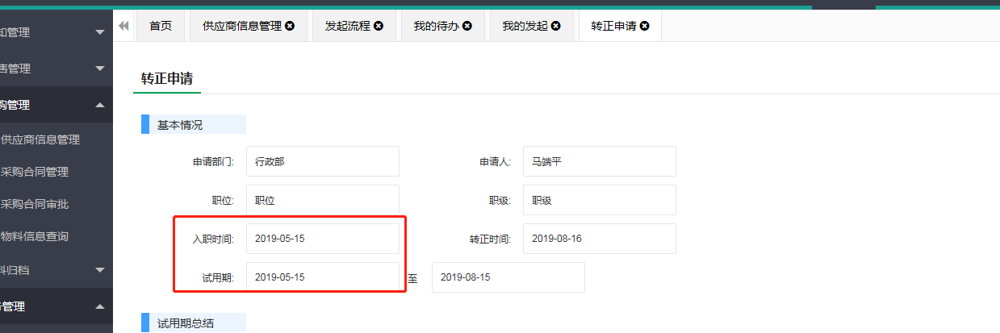 首页 供应商信息管理 发起流程 我的待办 我的发起 转正申请
知管理
售管理
购管理
供应商信息管理
采购合同管理
采购合同审批
物料信息查询
料归档
管理
转正申请
基本情况
申请部门: 行政部 申请人: 马端平
职位: 职位 职级: 职级
入职时间: 2019-05-15 转正时间: 2019-08-16
试用期: 2019-05-15 至 2019-08-15
试用期总结